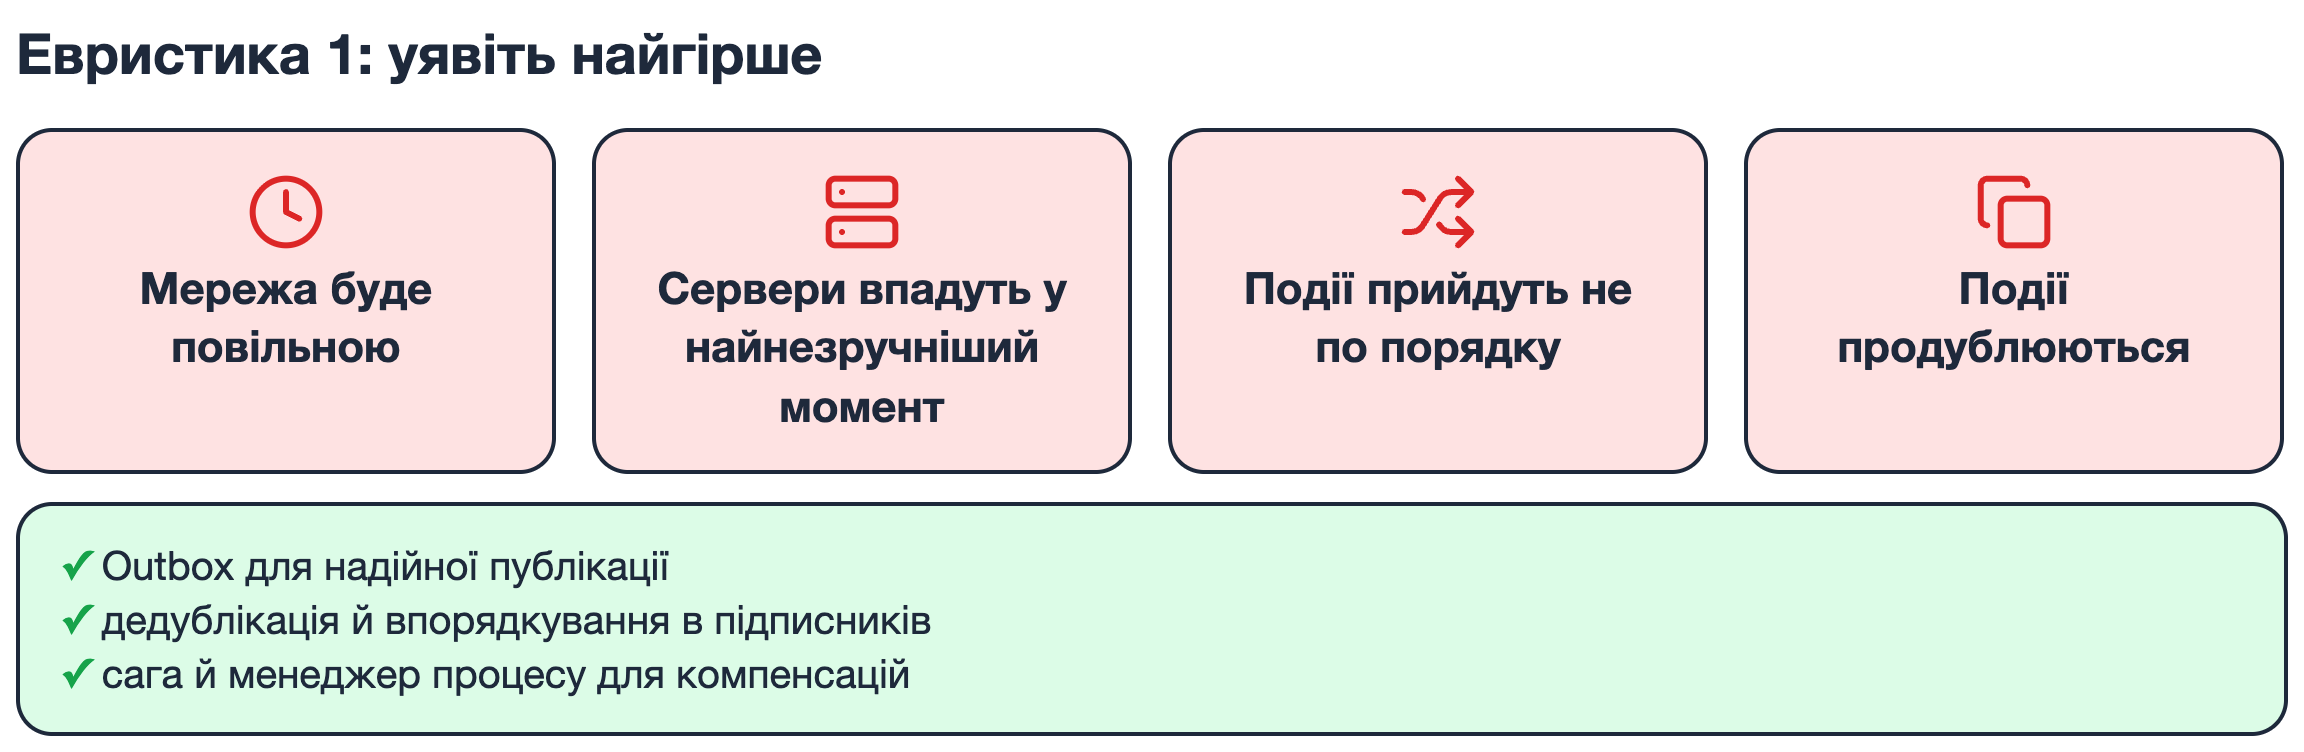 Евристика 1: уявіть найгірше
Мережа буде
повільною
Сервери впадуть у
найнезручніший
момент
Події прийдуть не
по порядку
Події
продублюються
✓ Outbox для надійної публікації
✓ дедублікація й впорядкування в підписників
✓ сага й менеджер процесу для компенсацій